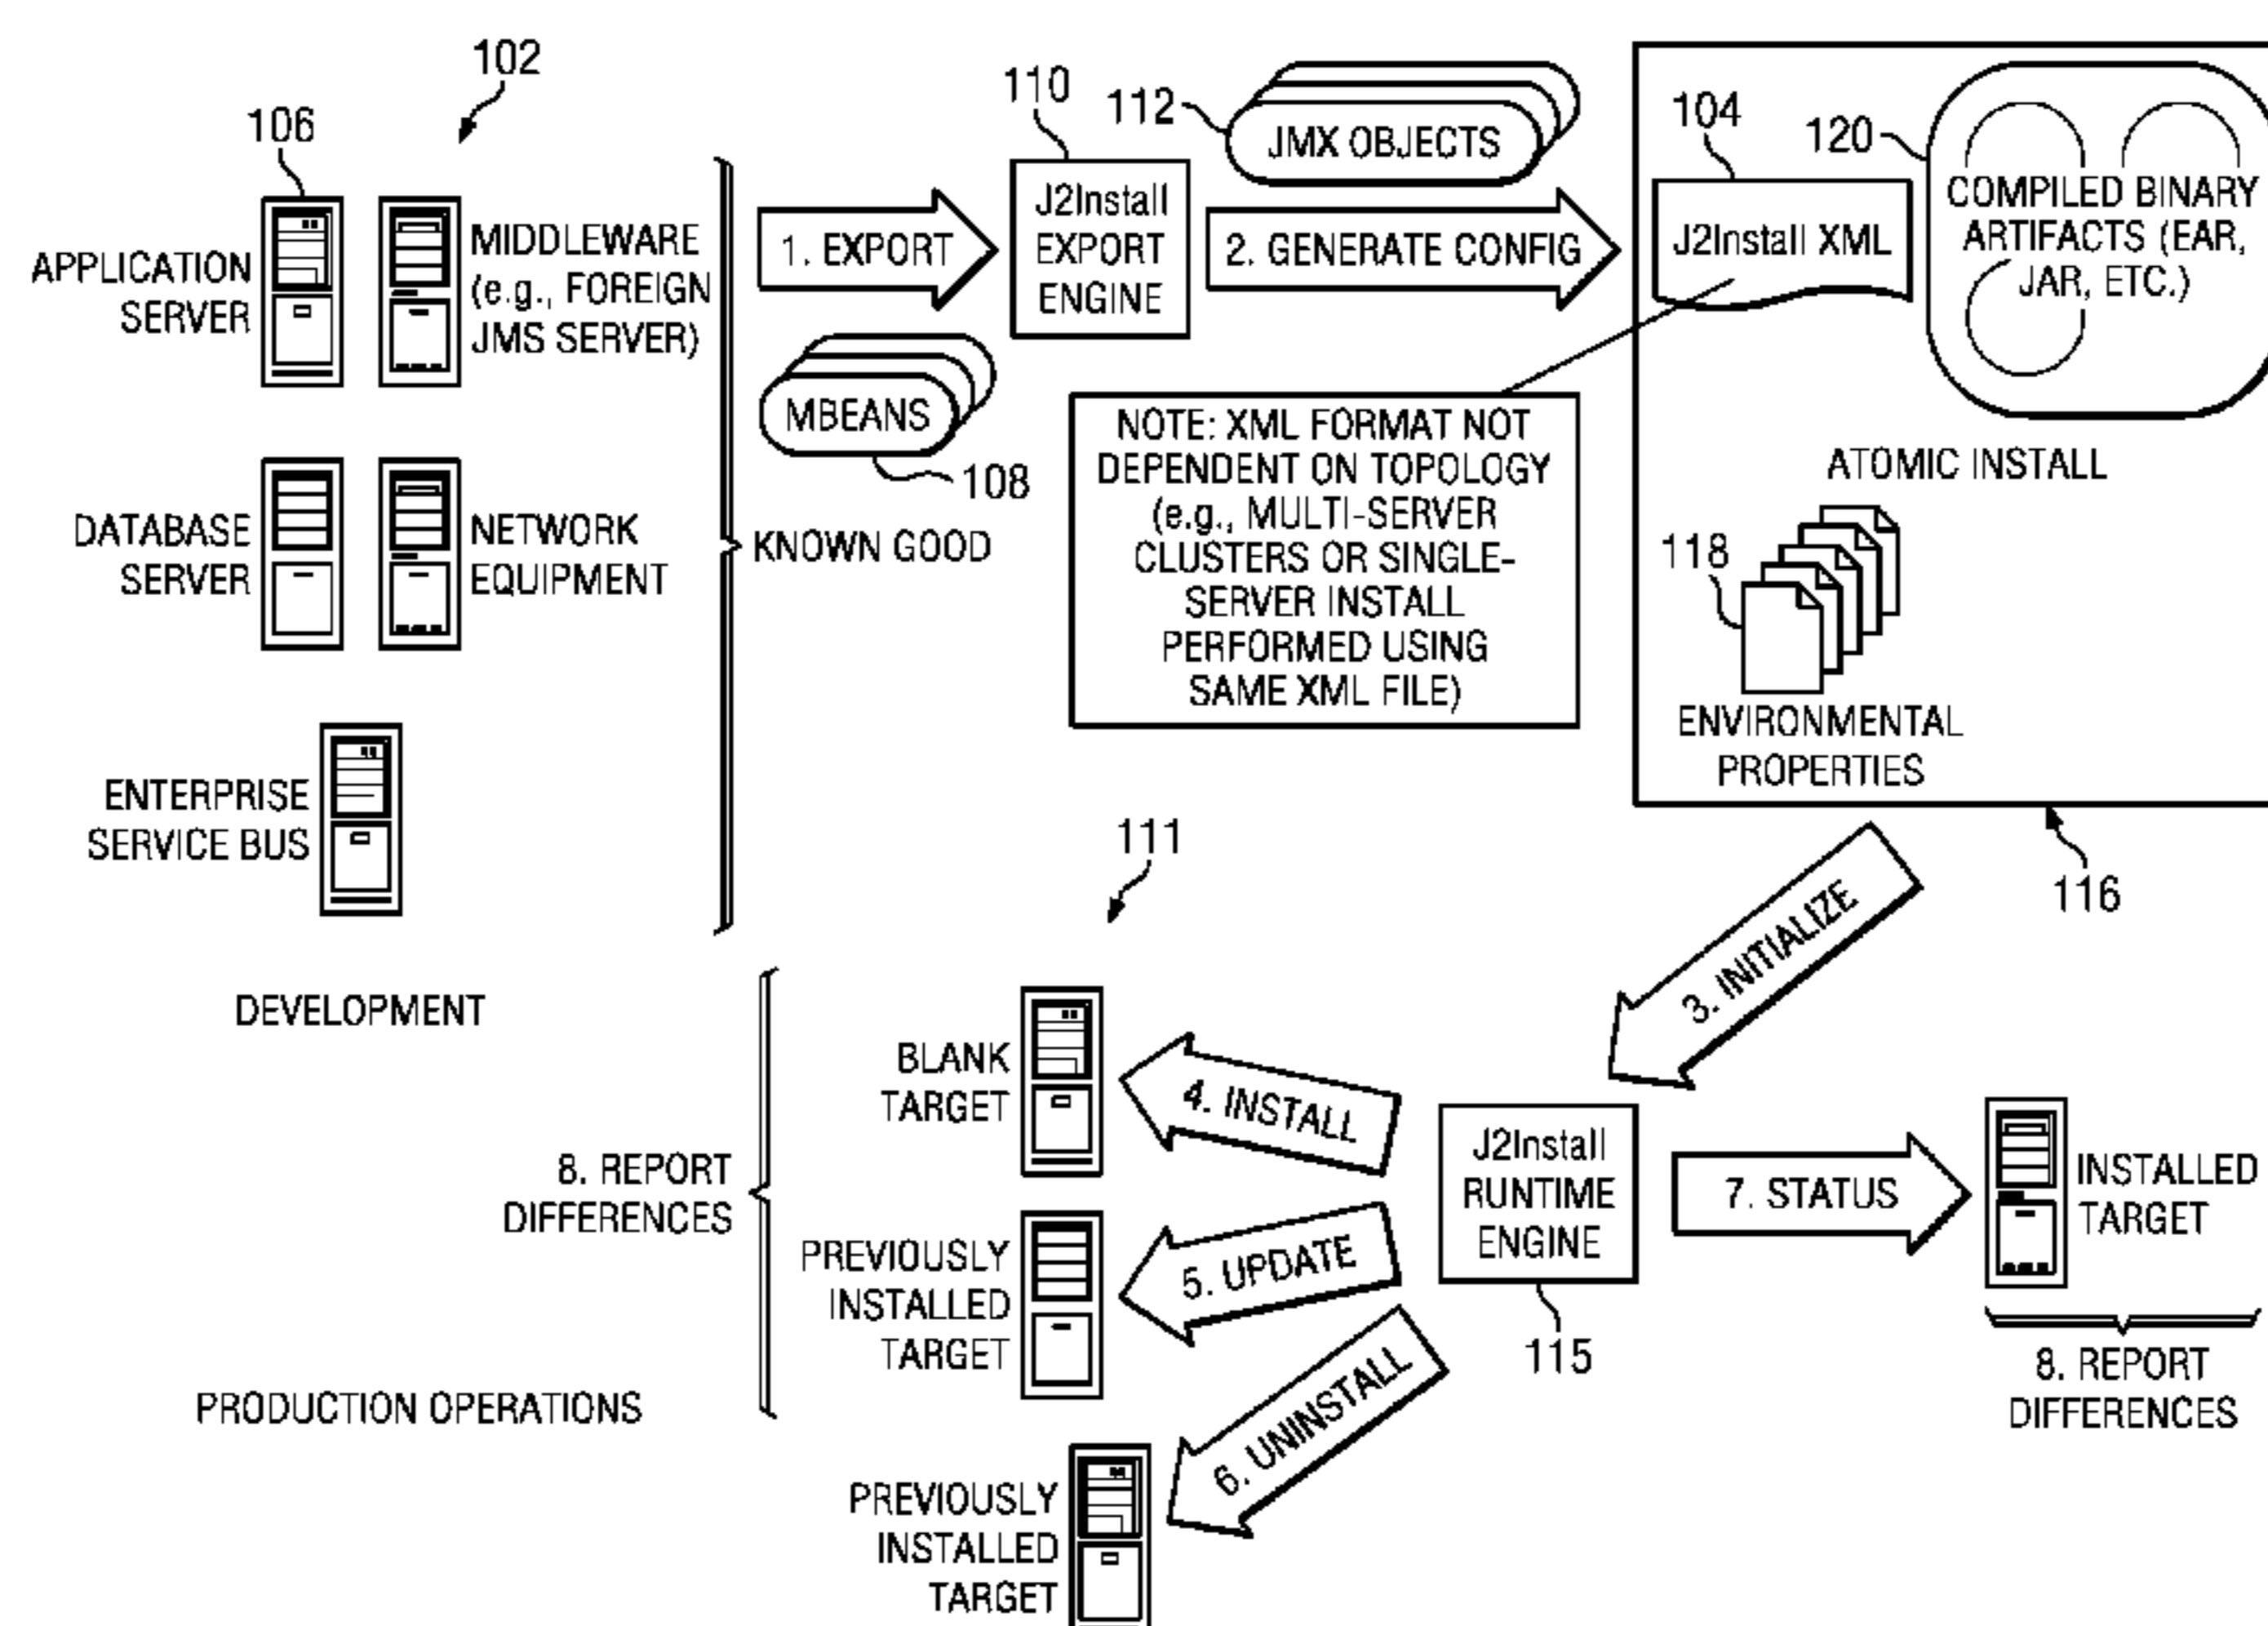 102
106
APPLICATION
SERVER
MIDDLEWARE
(e.g., FOREIGN
JMS SERVER)
DATABASE
SERVER
NETWORK
EQUIPMENT
ENTERPRISE
SERVICE BUS
KNOWN GOOD
DEVELOPMENT
1. EXPORT
MBEANS
108
110
J2Install
EXPORT
ENGINE
112
JMX OBJECTS
2. GENERATE CONFIG
NOTE: XML FORMAT NOT
DEPENDENT ON TOPOLOGY
(e.g., MULTI-SERVER
CLUSTERS OR SINGLE-
SERVER INSTALL
PERFORMED USING
SAME XML FILE)
104
J2Install XML
120
COMPILED BINARY
ARTIFACTS (EAR,
JAR, ETC.)
ATOMIC INSTALL
118
ENVIRONMENTAL
PROPERTIES
116
3. INITIALIZE
111
BLANK
TARGET
4. INSTALL
J2Install
RUNTIME
ENGINE
115
7. STATUS
INSTALLED
TARGET
8. REPORT
DIFFERENCES
8. REPORT
DIFFERENCES
PREVIOUSLY
INSTALLED
TARGET
5. UPDATE
PRODUCTION OPERATIONS
6. UNINSTALL
PREVIOUSLY
INSTALLED
TARGET